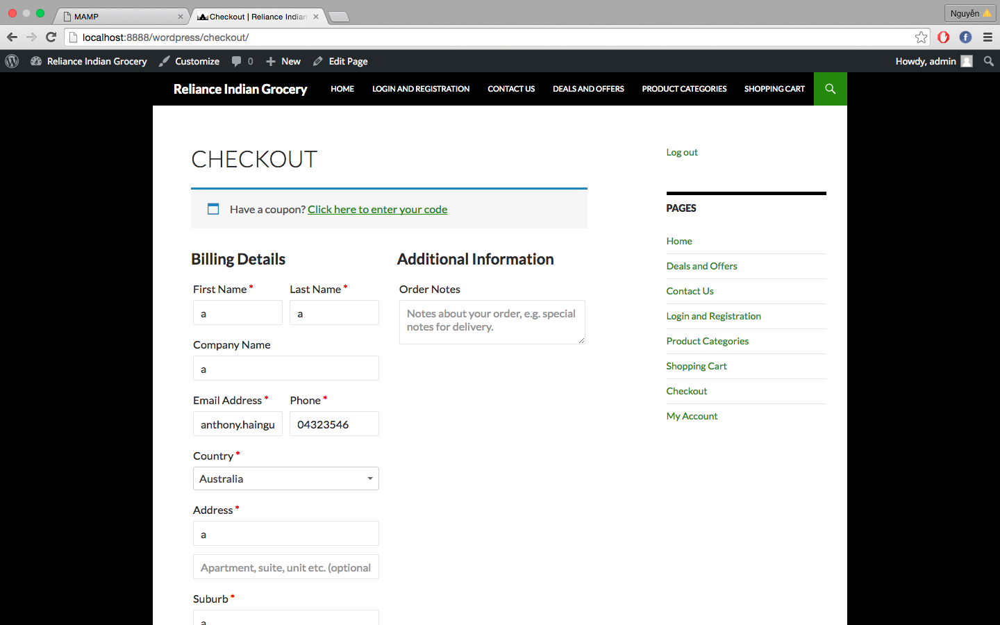 MAMP
Checkout | Reliance Indian
Nguyễn
localhost:8888/wordpress/checkout/
Reliance Indian Grocery
Customize
0
New
Edit Page
Howdy, admin
Reliance Indian Grocery
HOME
LOGIN AND REGISTRATION
CONTACT US
DEALS AND OFFERS
PRODUCT CATEGORIES
SHOPPING CART
CHECKOUT
Have a coupon? Click here to enter your code
Billing Details
First Name *
Last Name *
a
a
Company Name
a
Email Address *
Phone *
anthony.haingu
04323546
Country *
Australia
Address *
a
Apartment, suite, unit etc. (optional
Suburb *
a
Additional Information
Order Notes
Notes about your order, e.g. special
notes for delivery.
Log out
PAGES
Home
Deals and Offers
Contact Us
Login and Registration
Product Categories
Shopping Cart
Checkout
My Account